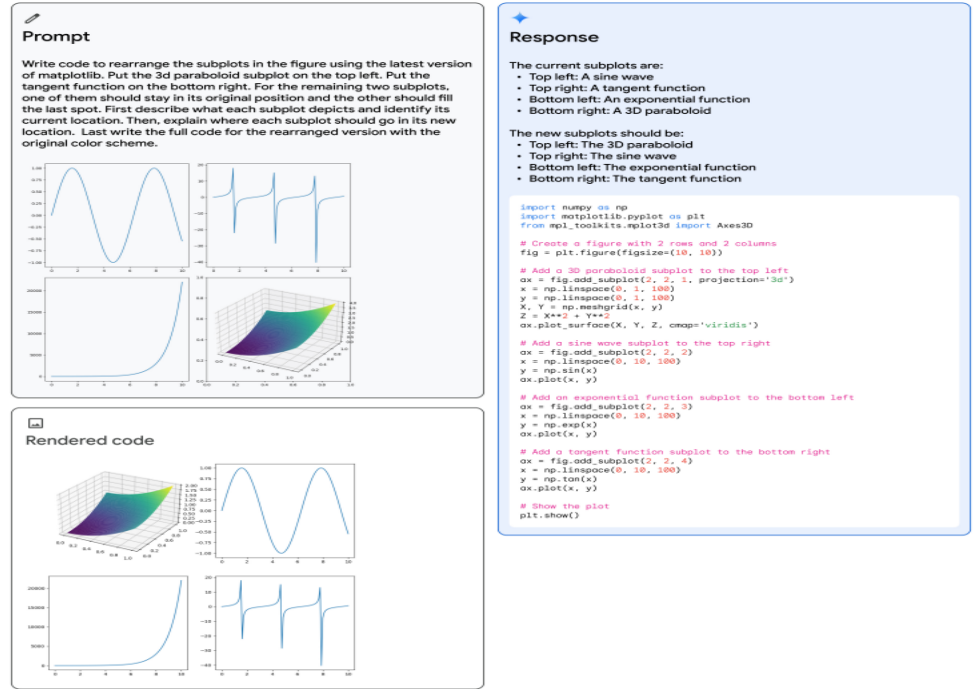 Prompt
Write code to rearrange the subplots in the figure using the latest version
of matplotlib. Put the 3d paraboloid subplot on the top left. Put the
tangent function on the bottom right. For the remaining two subplots,
one of them should stay in its original position and the other should fill
the last spot. First describe what each subplot depicts and identify its
current location. Then, explain where each subplot should go in its new
location. Last write the full code for the rearranged version with the
original color scheme.
Rendered code
Response
The current subplots are:
• Top left: A sine wave
• Top right: A tangent function
• Bottom left: An exponential function
• Bottom right: A 3D paraboloid
The new subplots should be:
• Top left: The 3D paraboloid
• Top right: The sine wave
• Bottom left: The exponential function
• Bottom right: The tangent function
import numpy as np
import matplotlib.pyplot as plt
from mpl_toolkits.mplot3d import Axes3D
# Create a figure with 2 rows and 2 columns
fig = plt.figure(figsize=(10, 10))
# Add a 3D paraboloid subplot to the top left
ax = fig.add_subplot(2, 2, 1, projection='3d')
x = np.linspace(0, 1, 100)
y = np.linspace(0, 1, 100)
X, Y = np.meshgrid(x, y)
Z = X**2 + Y**2
ax.plot_surface(X, Y, Z, cmap='viridis')
# Add a sine wave subplot to the top right
ax = fig.add_subplot(2, 2, 2)
x = np.linspace(0, 10, 100)
y = np.sin(x)
ax.plot(x, y)
# Add an exponential function subplot to the bottom left
ax = fig.add_subplot(2, 2, 3)
x = np.linspace(0, 10, 100)
y = np.exp(x)
ax.plot(x, y)
# Add a tangent function subplot to the bottom right
ax = fig.add_subplot(2, 2, 4)
x = np.linspace(0, 10, 100)
y = np.tan(x)
ax.plot(x, y)
# Show the plot
plt.show()